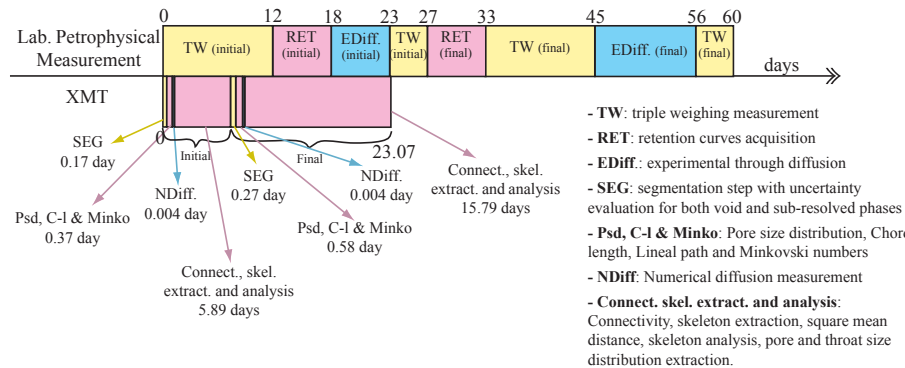 0 12 18 23 24 27 33 45 56 60
Lab. Petrophysical
Measurement
TW (initial)
RET
(initial)
EDiff.
(initial)
TW
(initial)
RET
(final)
TW (final)
EDiff. (final)
TW
(final)
days
XMT
0
Initial
Final
23.07
SEG
0.17 day
Psd, C-l & Minko
0.37 day
NDiff.
0.004 day
Connect., skel.
extract. and analysis
5.89 days
SEG
0.27 day
Psd, C-l & Minko
0.58 day
NDiff.
0.004 day
Connect., skel.
extract. and analysis
15.79 days
- TW: triple weighing measurement
- RET: retention curves acquisition
- EDiff.: experimental through diffusion
- SEG: segmentation step with uncertainty
evaluation for both void and sub-resolved phases
- Psd, C-l & Minko: Pore size distribution, Chord
length, Lineal path and Minkovski numbers
- NDiff: Numerical diffusion measurement
- Connect. skel. extract. and analysis:
Connectivity, skeleton extraction, square mean
distance, skeleton analysis, pore and throat size
distribution extraction.